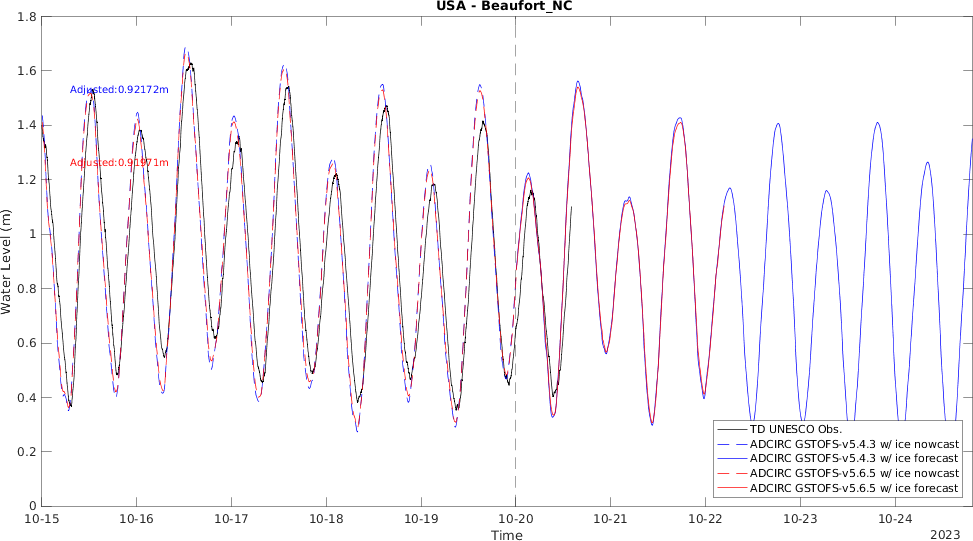 USA - Beaufort_NC
1.8
1.6
1.4
1.2
1
0.8
0.6
0.4
0.2
0
Water Level (m)
Adjusted:0.92172m
Adjusted:0.91971m
TD UNESCO Obs.
ADCIRC GSTOFS-v5.4.3 w/ ice nowcast
ADCIRC GSTOFS-v5.4.3 w/ ice forecast
ADCIRC GSTOFS-v5.6.5 w/ ice nowcast
ADCIRC GSTOFS-v5.6.5 w/ ice forecast
10-15 10-16 10-17 10-18 10-19 10-20 10-21 10-22 10-23 10-24
Time
2023